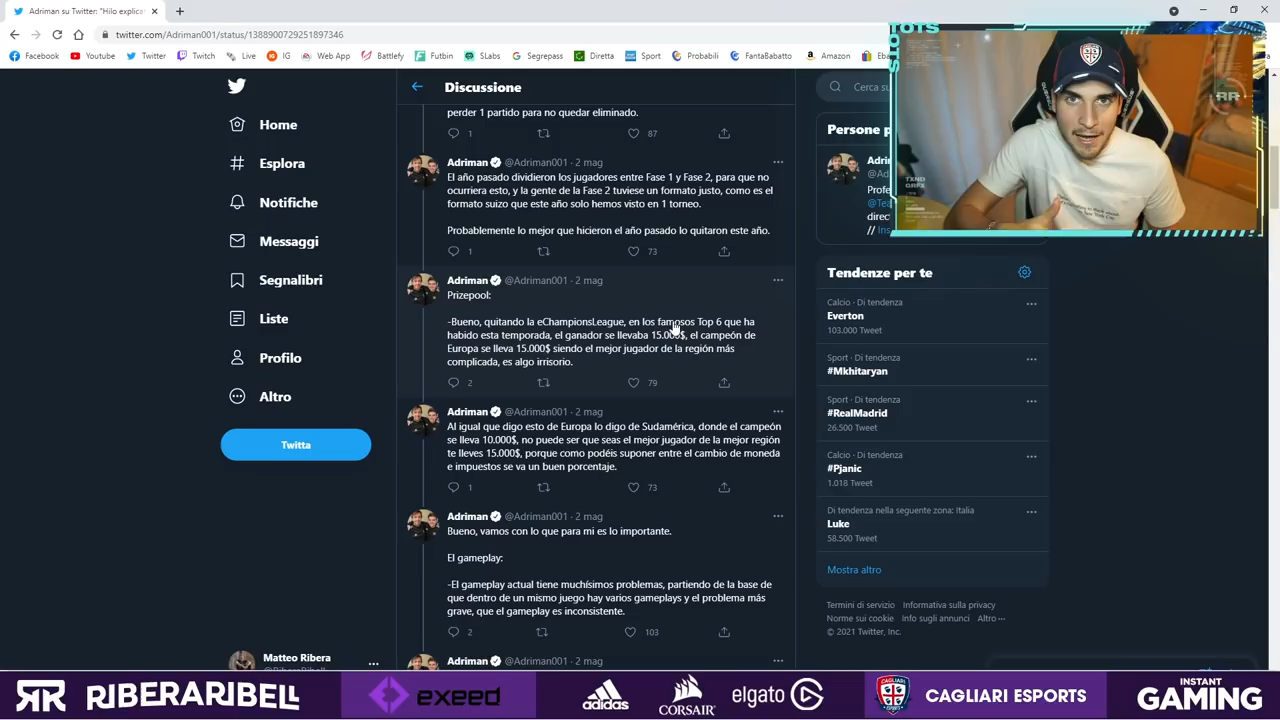 Adriman su Twitter "Hilo explicar
twitter.com/Adriman001/status/1388900729251897346
Facebook
Youtube
Twitter
Twitch
Live
IG
Web App
Battlefy
Futbin
SLabs
Segrepass
Diretta
Sport
Probabili
FantaBabatto
Amazon
Home
Esplora
Notifiche
Messaggi
Segnalibri
Liste
Profilo
Altro
Twitta
Matteo Ribera
Discussione
perder 1 partido para no quedar eliminado.
1 87
Adriman @Adriman001 · 2 mag
El año pasado dividieron los jugadores entre Fase 1 y Fase 2, para que no
ocurriera esto, y la gente de la Fase 2 tuviese un formato justo, como es el
formato suizo que este año solo hemos visto en 1 torneo.
Probablemente lo mejor que hicieron el año pasado lo quitaron este año.
1 73
Adriman @Adriman001 · 2 mag
Prizepool:
-Bueno, quitando la eChampionsLeague, en los famosos Top 6 que ha
habido esta temporada, el ganador se llevaba 15.000$, el campeón de
Europa se lleva 15.000$ siendo el mejor jugador de la región más
complicada, es algo irrisorio.
2 79
Adriman @Adriman001 · 2 mag
Al igual que digo esto de Europa lo digo de Sudamérica, donde el campeón
se lleva 10.000$, no puede ser que seas el mejor jugador de la mejor región
te lleves 15.000$, porque como podéis suponer entre el cambio de moneda
e impuestos se va un buen porcentaje.
1 73
Adriman @Adriman001 · 2 mag
Bueno, vamos con lo que para mi es lo importante.
El gameplay:
-El gameplay actual tiene muchísimos problemas, partiendo de la base de
que dentro de un mismo juego hay varios gameplays y el problema más
grave, que el gameplay es inconsistente.
2 103
Adriman @Adriman001 · 2 mag
Cerca su
Persone p
Adri
@Ad
Profe
@Tea
direct
// Ins
Tendenze per te
Calcio · Di tendenza
Everton
103.000 Tweet
Sport · Di tendenza
#Mkhitaryan
Sport · Di tendenza
#RealMadrid
26.500 Tweet
Calcio · Di tendenza
#Pjanic
1.018 Tweet
Di tendenza nella seguente zona: Italia
Luke
58.500 Tweet
Mostra altro
Termini di servizio Informativa sulla privacy
Norme sui cookie Info sugli annunci Altro ···
© 2021 Twitter, Inc.
TOTS
RR
RR RIBERARIBELL
exeed
adidas
CORSAIR
elgato
CAGLIARI ESPORTS
INSTANT
GAMING